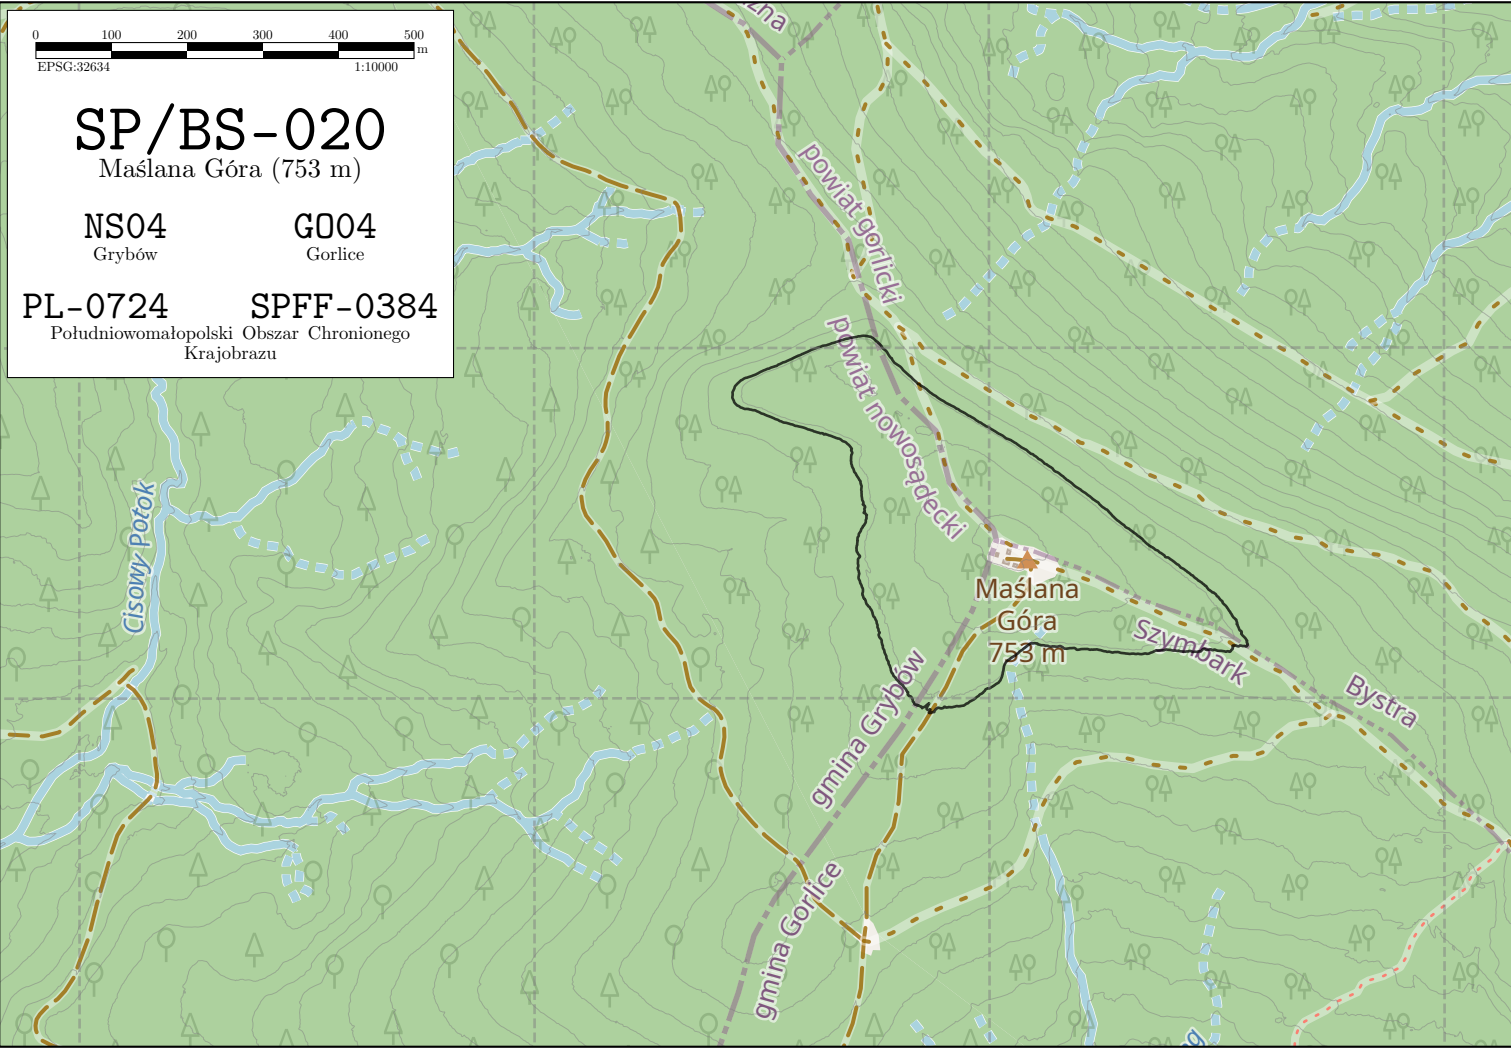 0 100 200 300 400 500
m
EPSG:32634 1:10000
SP/BS-020
Maślana Góra (753 m)
NS04 GO04
Grybów Gorlice
PL-0724 SPFF-0384
Południowomałopolski Obszar Chronionego
Krajobrazu
powiat gorlicki
powiat nowosądecki
Cisowy Potok
Maślana
Góra
753 m
Szymbark
Bystra
gmina Grybów
gmina Gorlice